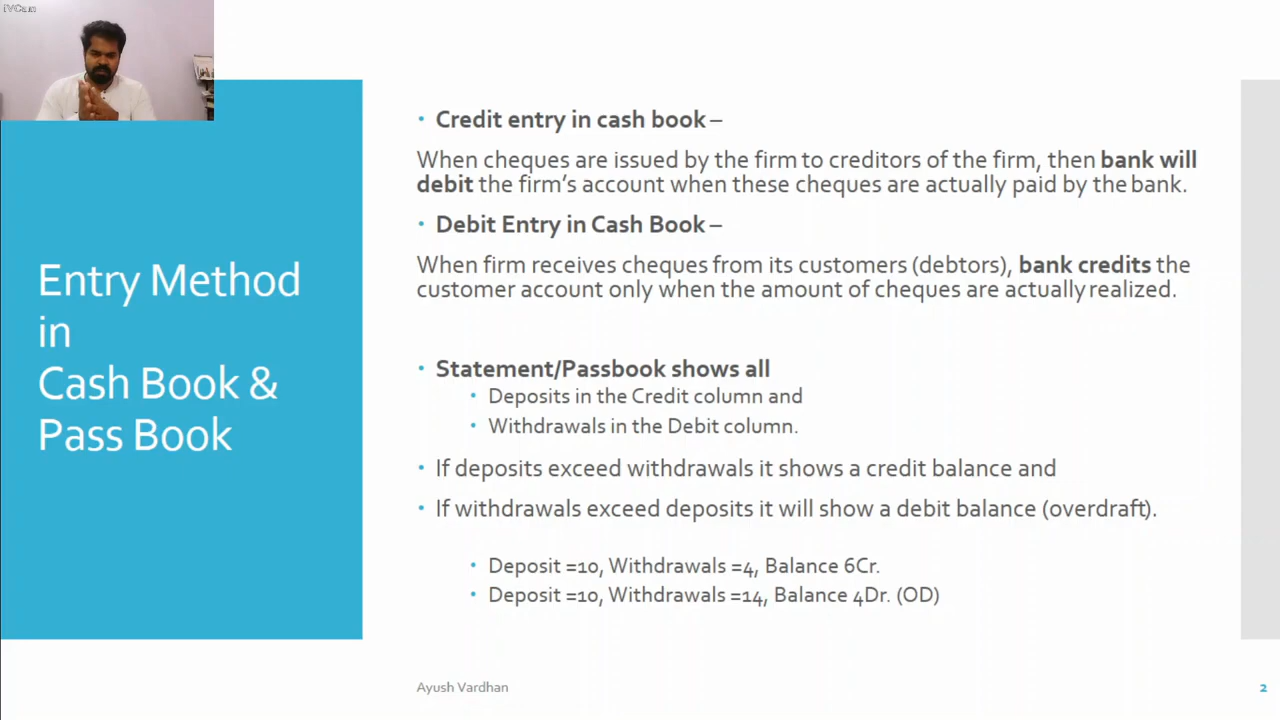 iVCam
Entry Method
in
Cash Book &
Pass Book
• Credit entry in cash book –
When cheques are issued by the firm to creditors of the firm, then bank will
debit the firm's account when these cheques are actually paid by the bank.
• Debit Entry in Cash Book –
When firm receives cheques from its customers (debtors), bank credits the
customer account only when the amount of cheques are actually realized.
• Statement/Passbook shows all
• Deposits in the Credit column and
• Withdrawals in the Debit column.
• If deposits exceed withdrawals it shows a credit balance and
• If withdrawals exceed deposits it will show a debit balance (overdraft).
• Deposit =10, Withdrawals =4, Balance 6Cr.
• Deposit =10, Withdrawals =14, Balance 4Dr. (OD)
Ayush Vardhan
2